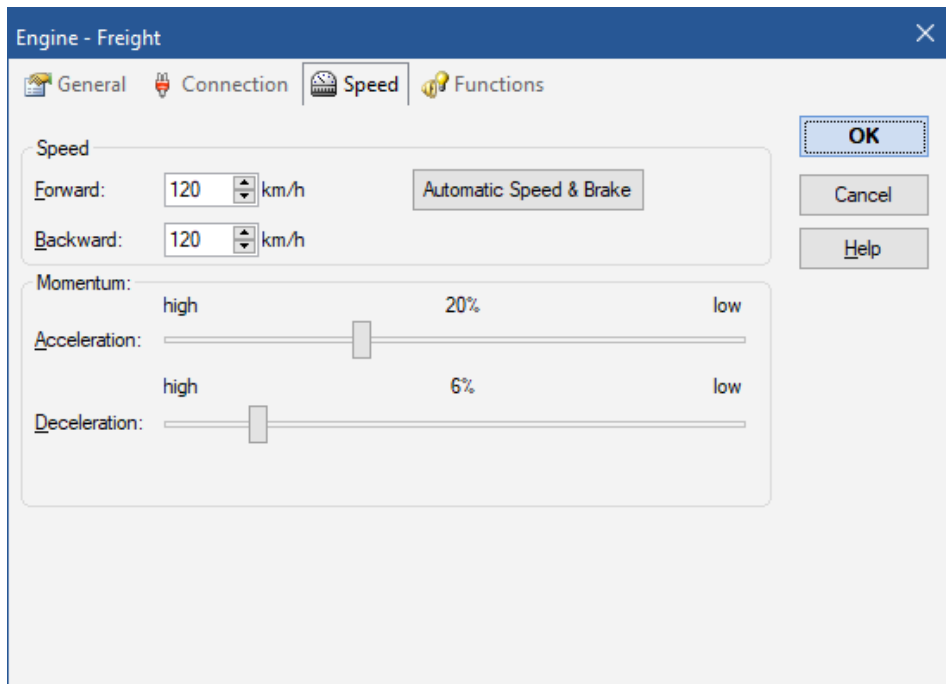 Engine - Freight
General Connection Speed Functions
Speed
OK
Forward: 120 km/h Automatic Speed & Brake
Cancel
Backward: 120 km/h
Help
Momentum:
high 20% low
Acceleration:
high 6% low
Deceleration: